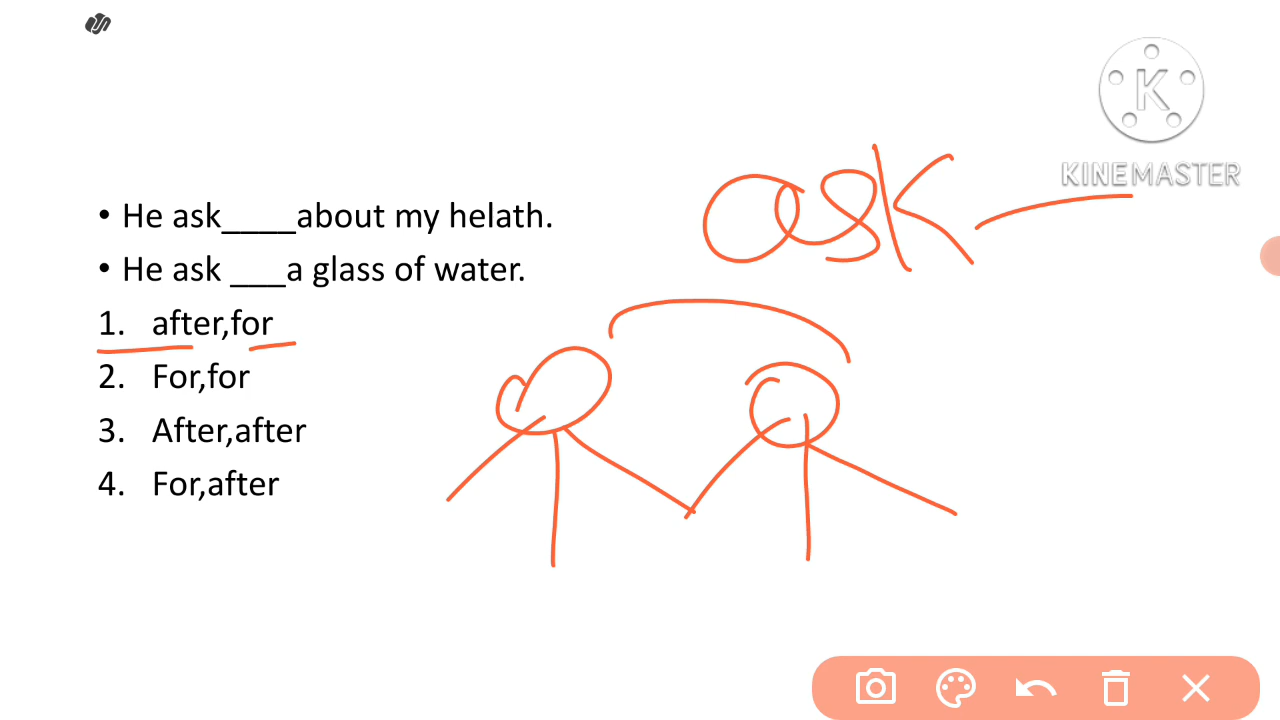 K
KINEMASTER
ask
• He ask____about my helath.
• He ask ___a glass of water.
1. after,for
2. For,for
3. After,after
4. For,after